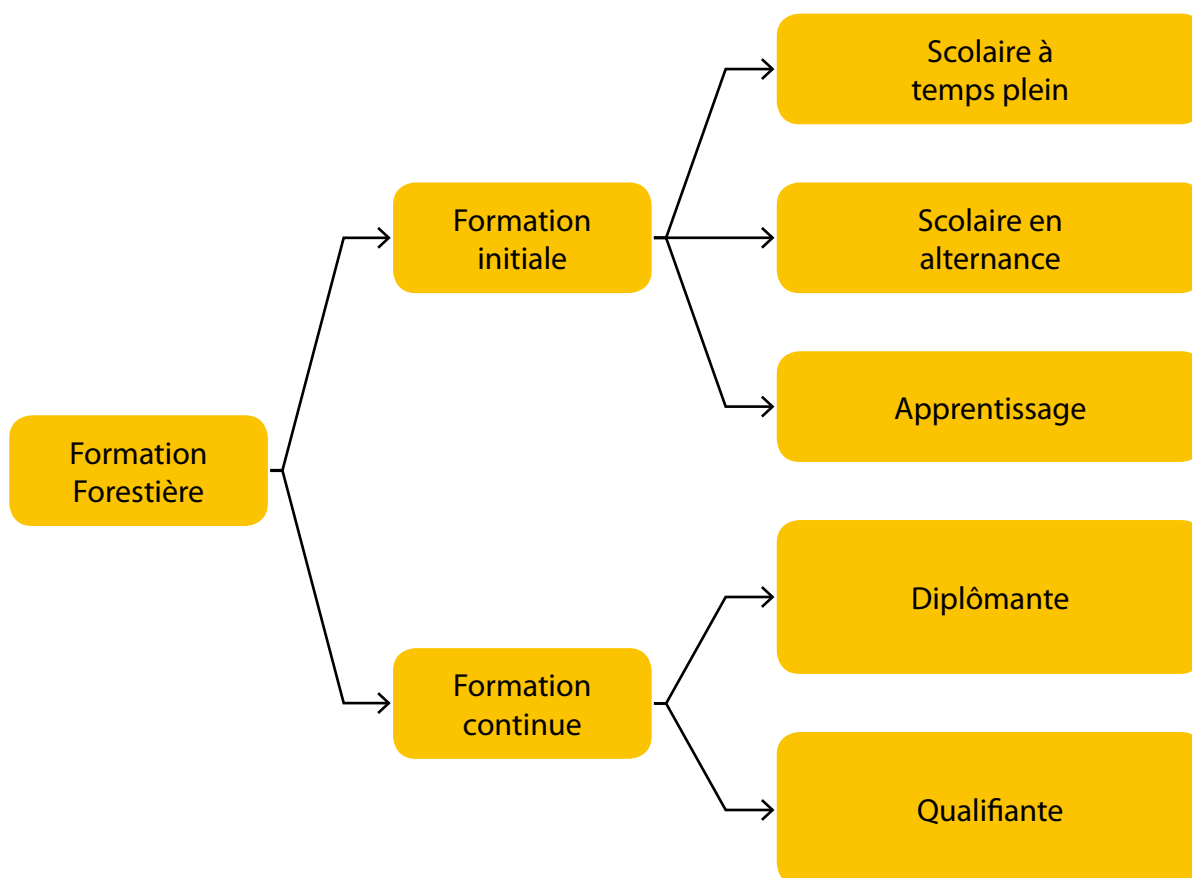 Scolaire à
temps plein
Formation
initiale
Scolaire en
alternance
Apprentissage
Formation
Forestière
Diplômante
Formation
continue
Qualifiante